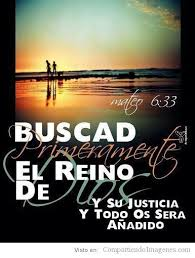 mateo 6:33
BUSCAD
Primeramente
EL REINO
DE Dios
Y SU JUSTICIA
Y TODO OS SERA
AÑADIDO
Visto en: CompartiendoImagenes.com